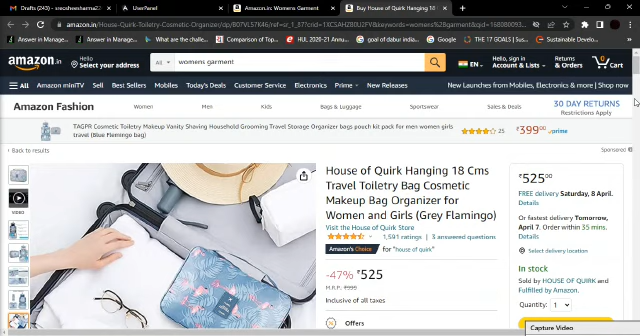 Drafts (243) - sneosheeshama22
UserPanel
Amazon.in: Womens Garment
Buy House of Quirk Hanging 18
amazon.in/House-Quirk-Toiletry-Cosmetic-Organizer/dp/B07VLS7K46/ref=sr_1_87?crid=1XCSAHZR0U2FV&keywords=womens%2Bgarment&qid=1680809093...
Answer in Manager...
Answer in Manager...
What are the challe...
Comparison of Top...
HUL 2020-21 Annual...
goal of dabur india...
Google
THE 17 GOALS | Sust...
Sustainable Develo...
amazon.in
Hello
Select your address
All
womens garment
EN
Hello, sign in
Account & Lists
Returns
& Orders
0
Cart
All
Amazon miniTV
Sell
Best Sellers
Mobiles
Today's Deals
Customer Service
Electronics
Prime
New Releases
New Launches from Mobiles, Electronics & more | Shop now
Amazon Fashion
Women
Men
Kids
Bags & Luggage
Sportswear
Sales & Deals
30 DAY RETURNS
Restrictions Apply
TAGPR Cosmetic Toiletry Makeup Vanity Shaving Household Grooming Travel Storage Organizer bags pouch kit pack for men women girls
travel (Blue Flemingo bag)
25
₹399.00
prime
Back to results
Sponsored
VIDEO
House of Quirk Hanging 18 Cms
Travel Toiletry Bag Cosmetic
Makeup Bag Organizer for
Women and Girls (Grey Flamingo)
Visit the House of Quirk Store
1,591 ratings | 3 answered questions
Amazon's Choice for "house of quirk"
-47% ₹525
M.R.P.: ₹999
Inclusive of all taxes
Offers
₹525.00
FREE delivery Saturday, 8 April.
Details
Or fastest delivery Tomorrow,
April 7. Order within 35 mins.
Details
Select delivery location
In stock
Sold by HOUSE OF QUIRK and
Fulfilled by Amazon.
Quantity: 1
Capture Video